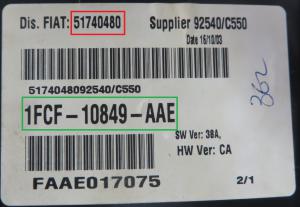 Dis. FIAT: 51740480 Supplier 92540/C550
Date 16/10/03
5174048092540/C550
362
1FCF-10849-AAE
SW Ver: 38A,
HW Ver: CA
FAAE017075 2/1